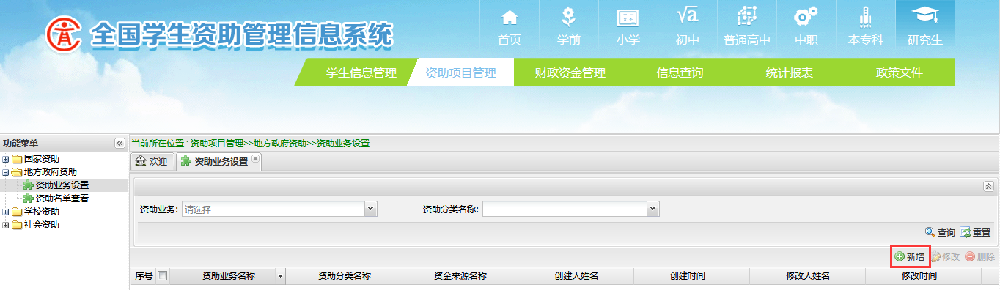 全国学生资助管理信息系统
首页 学前 小学 初中 普通高中 中职 本专科 研究生
学生信息管理 资助项目管理 财政资金管理 信息查询 统计报表 政策文件
功能菜单
当前所在位置 : 资助项目管理>>地方政府资助>>资助业务设置
国家资助
地方政府资助
资助业务设置
资助名单查看
学校资助
社会资助
欢迎 资助业务设置
资助业务: 请选择 资助分类名称:
查询 重置
新增 修改 删除
序号 资助业务名称 资助分类名称 资金来源名称 创建人姓名 创建时间 修改人姓名 修改时间